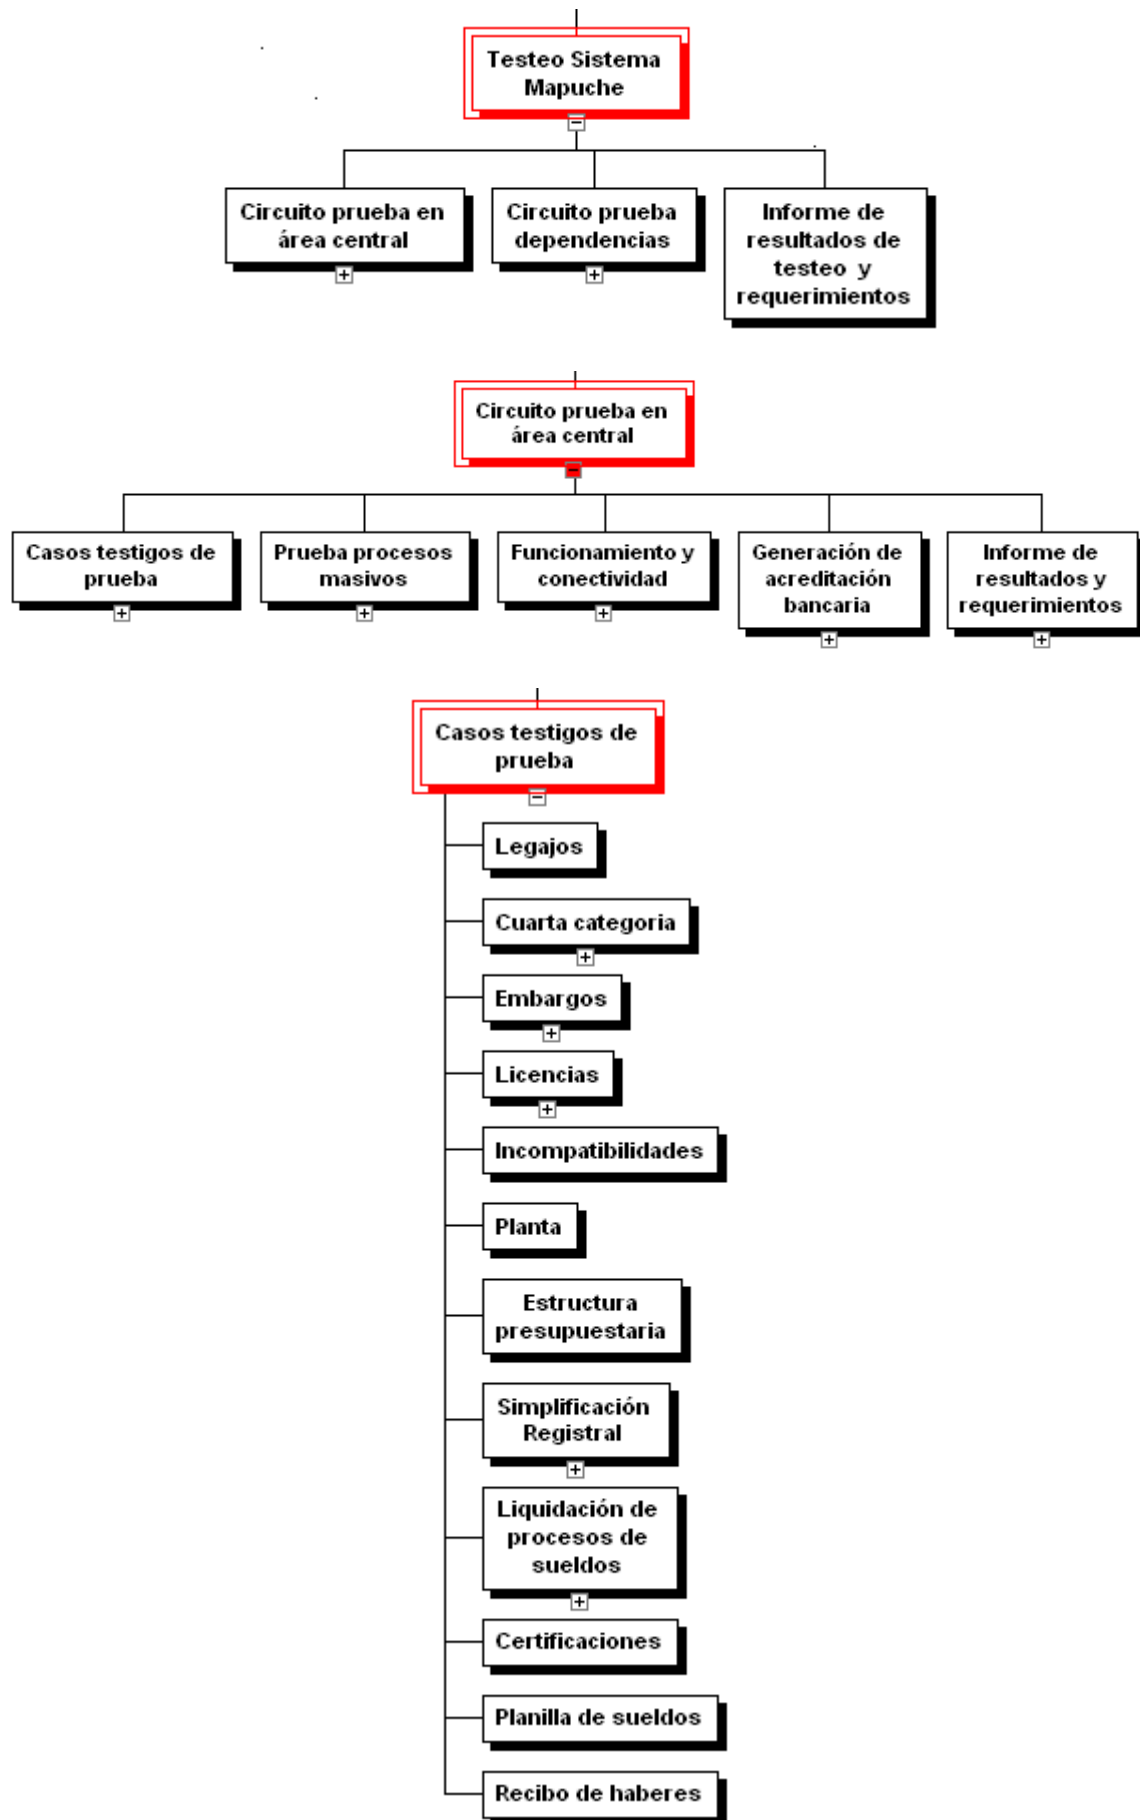 Testeo Sistema
Mapuche
Circuito prueba en
área central
Circuito prueba
dependencias
Informe de
resultados de
testeo y
requerimientos
Circuito prueba en
área central
Casos testigos de
prueba
Prueba procesos
masivos
Funcionamiento y
conectividad
Generación de
acreditación
bancaria
Informe de
resultados y
requerimientos
Casos testigos de
prueba
Legajos
Cuarta categoria
Embargos
Licencias
Incompatibilidades
Planta
Estructura
presupuestaria
Simplificación
Registral
Liquidación de
procesos de
sueldos
Certificaciones
Planilla de sueldos
Recibo de haberes